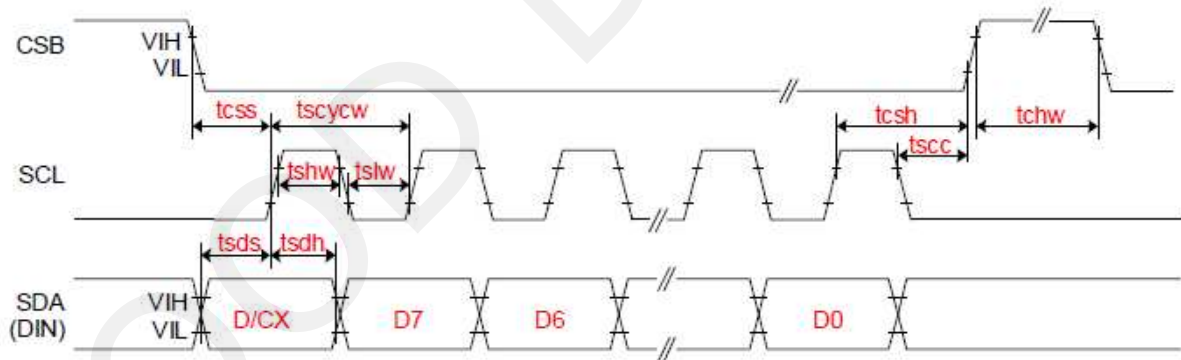 CSB VIH
VIL
tcss tscycw tcsh tchw
tscc
SCL tshw tslw
tsds tsdh
SDA
(DIN)
VIH
VIL
D/CX D7 D6 D0